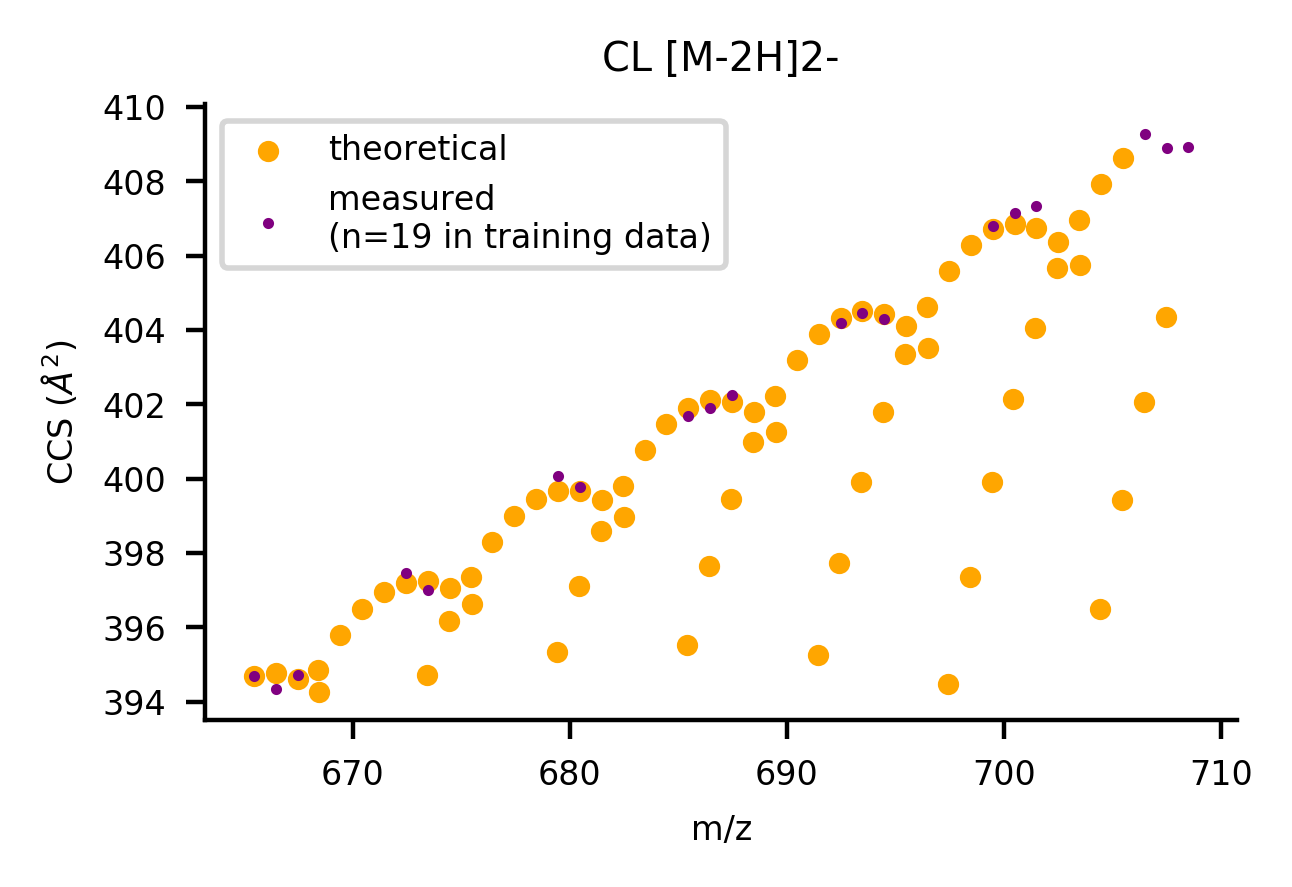 CL [M-2H]2-
410
408
406
404
402
400
398
396
394
CCS (Å²)
theoretical
measured
(n=19 in training data)
670
680
690
700
710
m/z